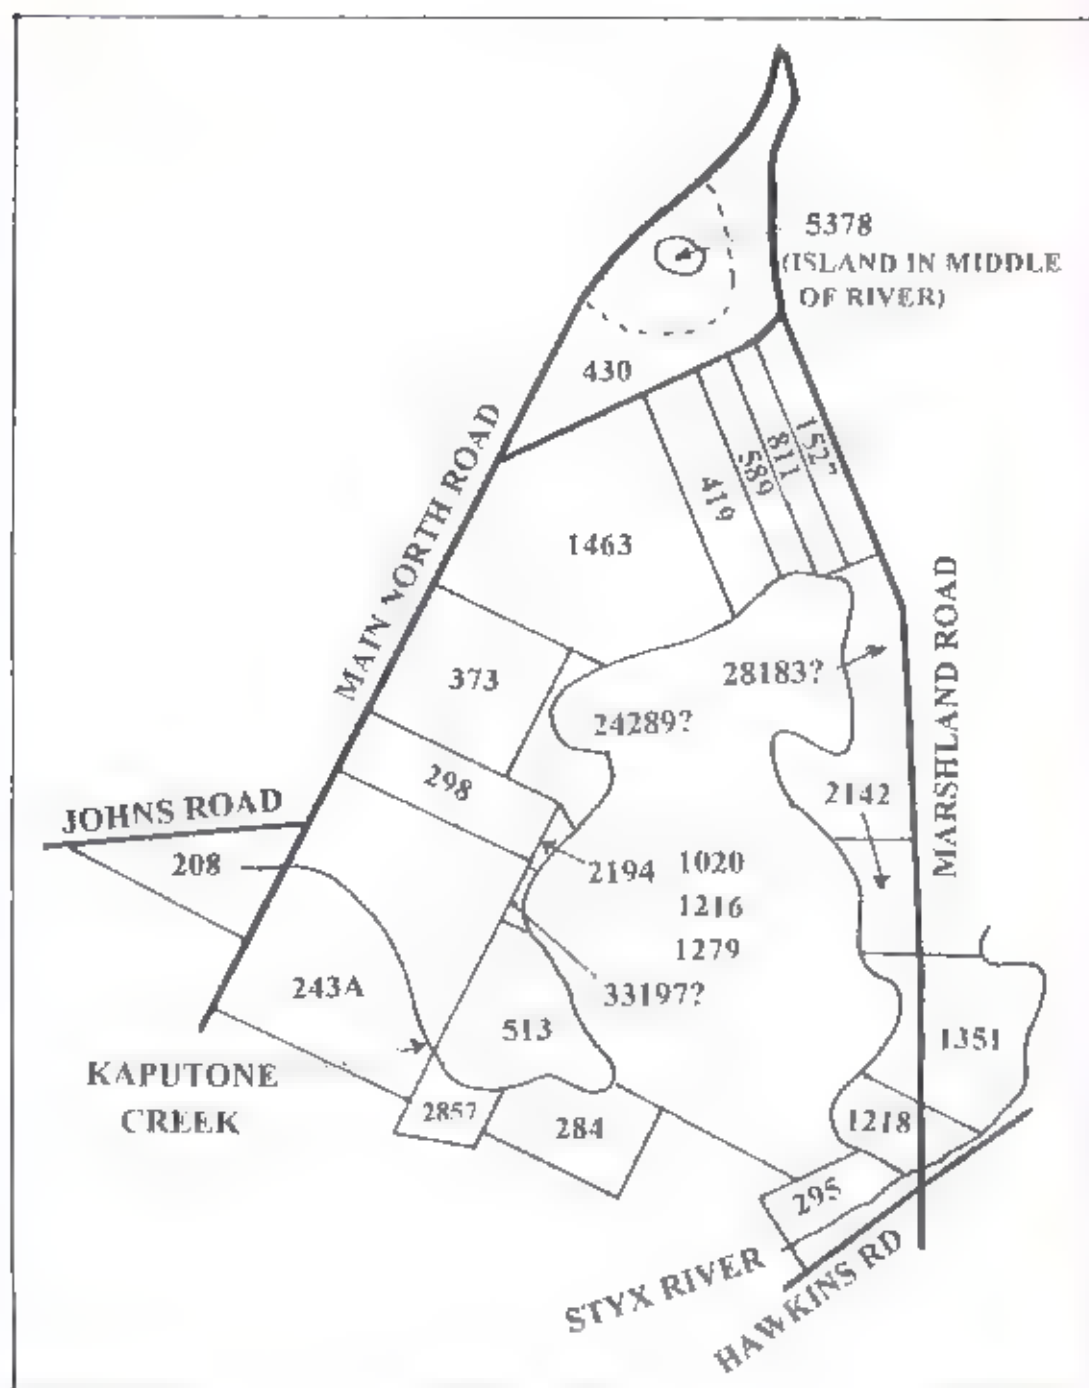 5378
(ISLAND IN MIDDLE
OF RIVER)
430
MAIN NORTH ROAD
419
589
811
1463
MARSHLAND ROAD
373
28183?
24289?
298
2142
JOHNS ROAD
208
2194
1020
1216
1279
33197?
243A
513
1351
KAPUTONE
CREEK
2857
284
1218
295
STYX RIVER
HAWKINS RD